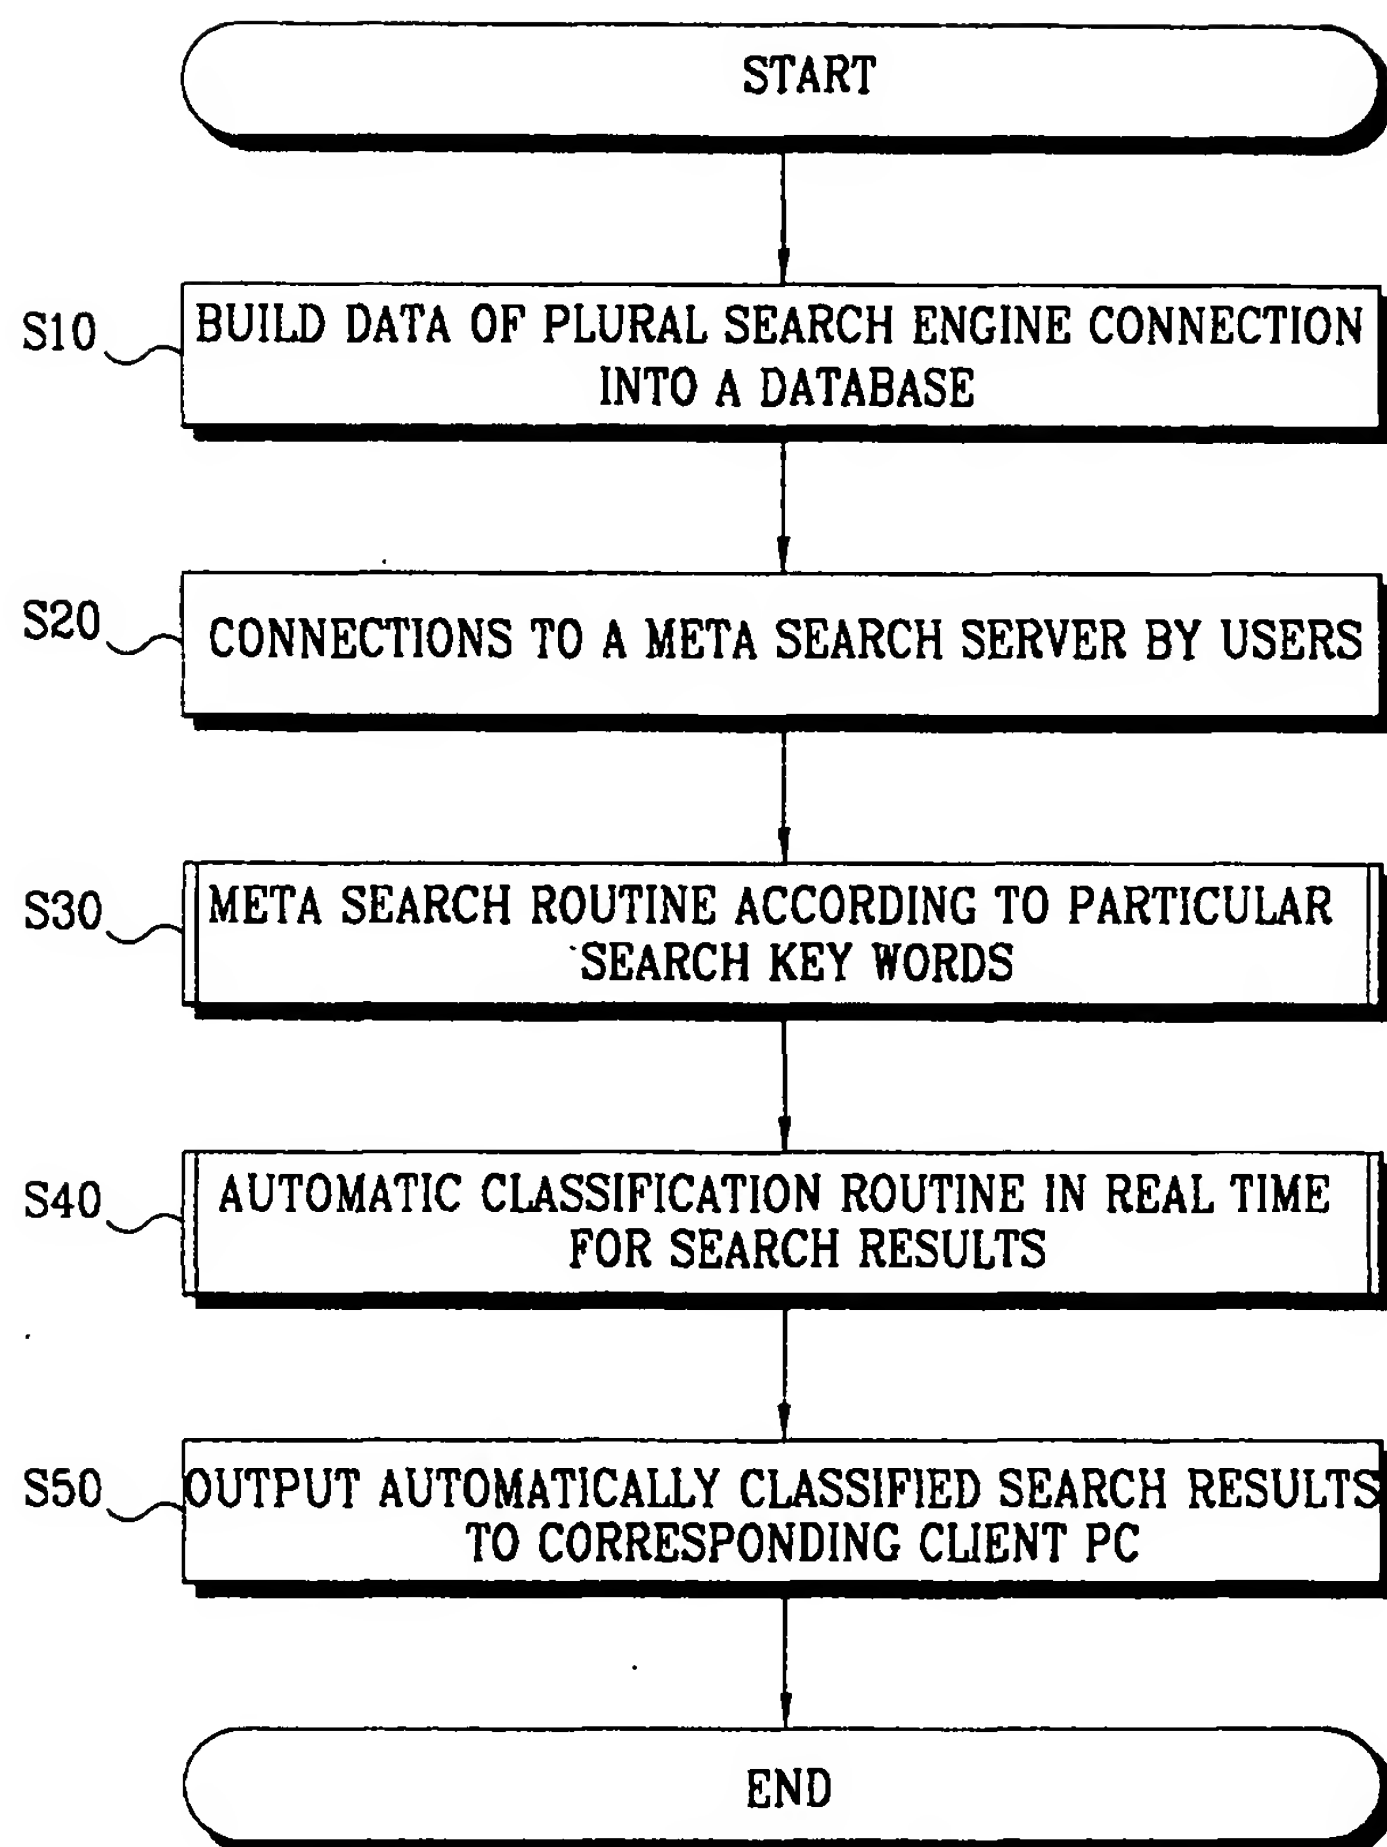 START
S10
BUILD DATA OF PLURAL SEARCH ENGINE CONNECTION
INTO A DATABASE
S20
CONNECTIONS TO A META SEARCH SERVER BY USERS
S30
META SEARCH ROUTINE ACCORDING TO PARTICULAR
SEARCH KEY WORDS
S40
AUTOMATIC CLASSIFICATION ROUTINE IN REAL TIME
FOR SEARCH RESULTS
S50
OUTPUT AUTOMATICALLY CLASSIFIED SEARCH RESULTS
TO CORRESPONDING CLIENT PC
END